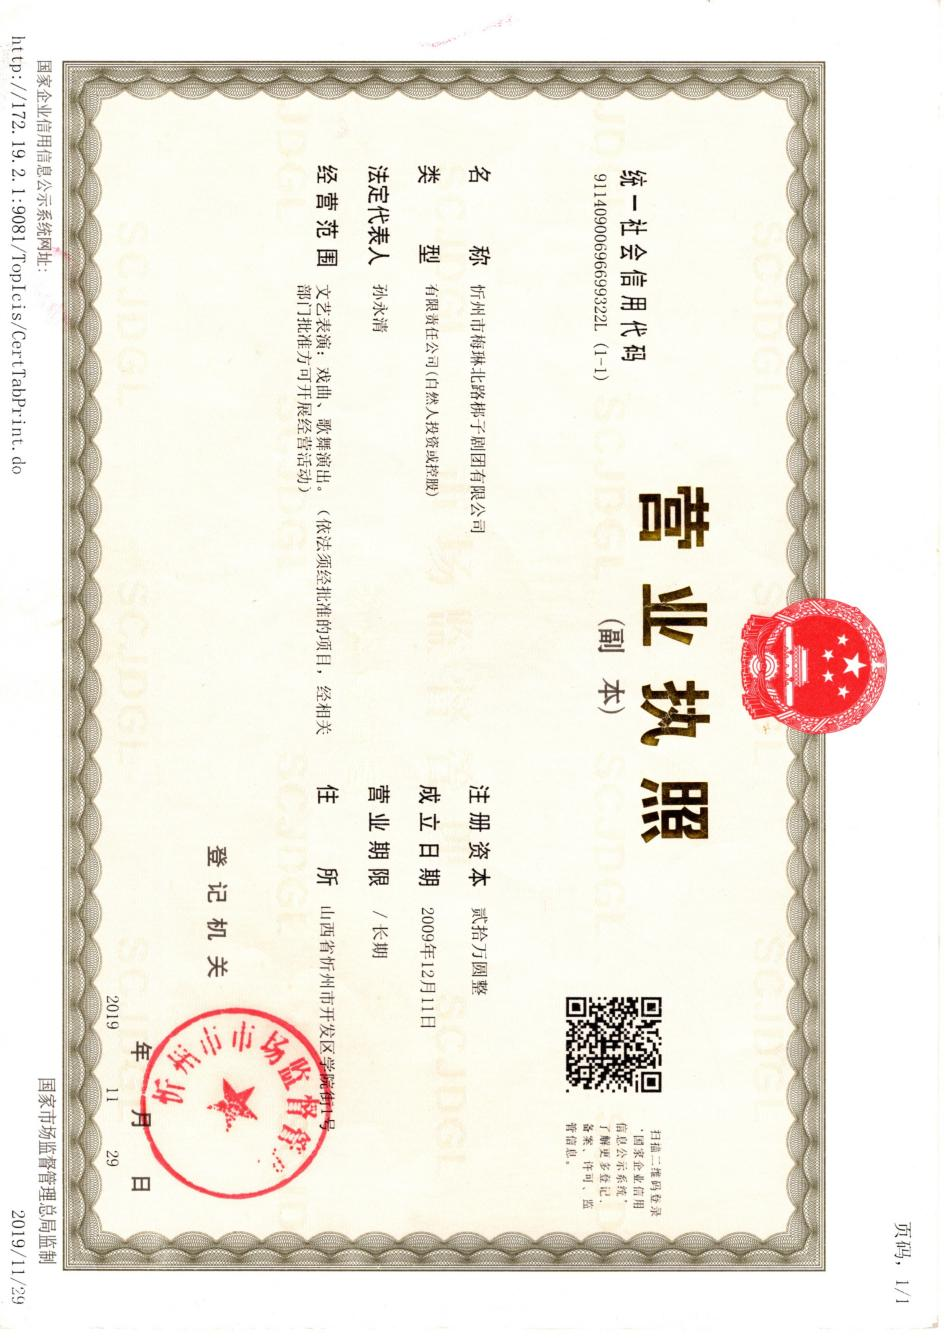 页码，1/1
营业执照
(副 本)
统一社会信用代码
91140900696699322L (1-1)
扫描二维码登录
"国家企业信用
信息公示系统"
了解更多登记、
备案、许可、监
管信息。
名 称 忻州市梅琳北路梆子剧团有限公司
类 型 有限责任公司(自然人投资或控股)
法定代表人 孙永清
经营范围 文艺表演：戏曲、歌舞演出。（依法须经批准的项目，经相关
部门批准方可开展经营活动）
注册资本 贰拾万圆整
成立日期 2009年12月11日
营业期限 /长期
住 所 山西省忻州市开发区学院街1号
登记机关
忻州市市场监督管
2019 年 11 月 29 日
国家企业信用信息公示系统网址:
国家市场监督管理总局监制
http://172.19.2.1:9081/TopIcis/CertTabPrint.do
2019/11/29